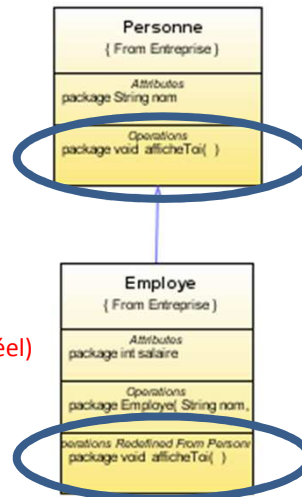 Personne
{ From Entreprise }
Attributes
package String nom
Operations
package void afficheToi( )
Employe
{ From Entreprise }
éel)
Attributes
package int salaire
Operations
package Employe( String nom,
perations Redefined From Person
package void afficheToi( )